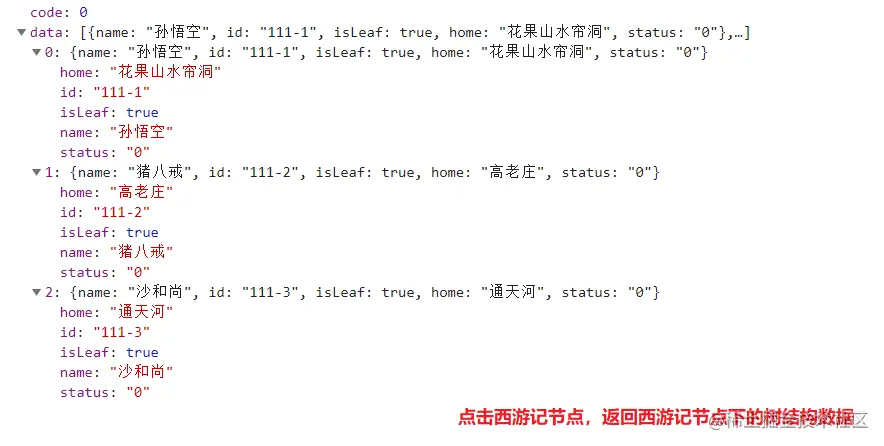 code: 0
data: [{name: "孙悟空", id: "111-1", isLeaf: true, home: "花果山水帘洞", status: "0"},…]
0: {name: "孙悟空", id: "111-1", isLeaf: true, home: "花果山水帘洞", status: "0"}
home: "花果山水帘洞"
id: "111-1"
isLeaf: true
name: "孙悟空"
status: "0"
1: {name: "猪八戒", id: "111-2", isLeaf: true, home: "高老庄", status: "0"}
home: "高老庄"
id: "111-2"
isLeaf: true
name: "猪八戒"
status: "0"
2: {name: "沙和尚", id: "111-3", isLeaf: true, home: "通天河", status: "0"}
home: "通天河"
id: "111-3"
isLeaf: true
name: "沙和尚"
status: "0"
点击西游记节点，返回西游记节点下的树结构数据
@稀土掘金技术社区